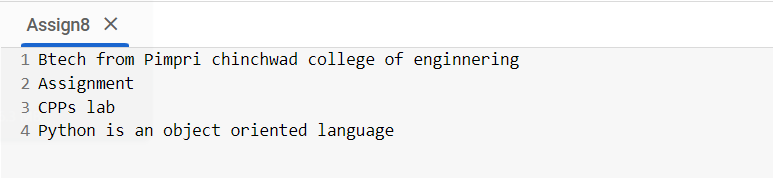 Assign8 ×
1 Btech from Pimpri chinchwad college of enginnering
2 Assignment
3 CPPs lab
4 Python is an object oriented language